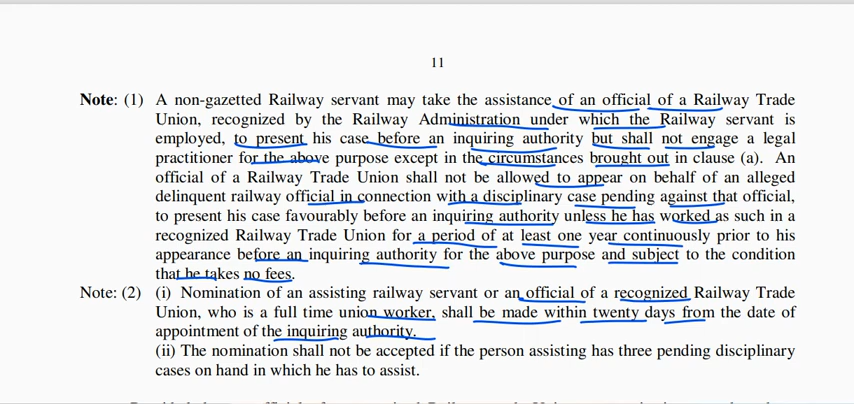 11
Note: (1) A non-gazetted Railway servant may take the assistance of an official of a Railway Trade
Union, recognized by the Railway Administration under which the Railway servant is
employed, to present his case before an inquiring authority but shall not engage a legal
practitioner for the above purpose except in the circumstances brought out in clause (a). An
official of a Railway Trade Union shall not be allowed to appear on behalf of an alleged
delinquent railway official in connection with a disciplinary case pending against that official,
to present his case favourably before an inquiring authority unless he has worked as such in a
recognized Railway Trade Union for a period of at least one year continuously prior to his
appearance before an inquiring authority for the above purpose and subject to the condition
that he takes no fees.
Note: (2) (i) Nomination of an assisting railway servant or an official of a recognized Railway Trade
Union, who is a full time union worker, shall be made within twenty days from the date of
appointment of the inquiring authority.
(ii) The nomination shall not be accepted if the person assisting has three pending disciplinary
cases on hand in which he has to assist.